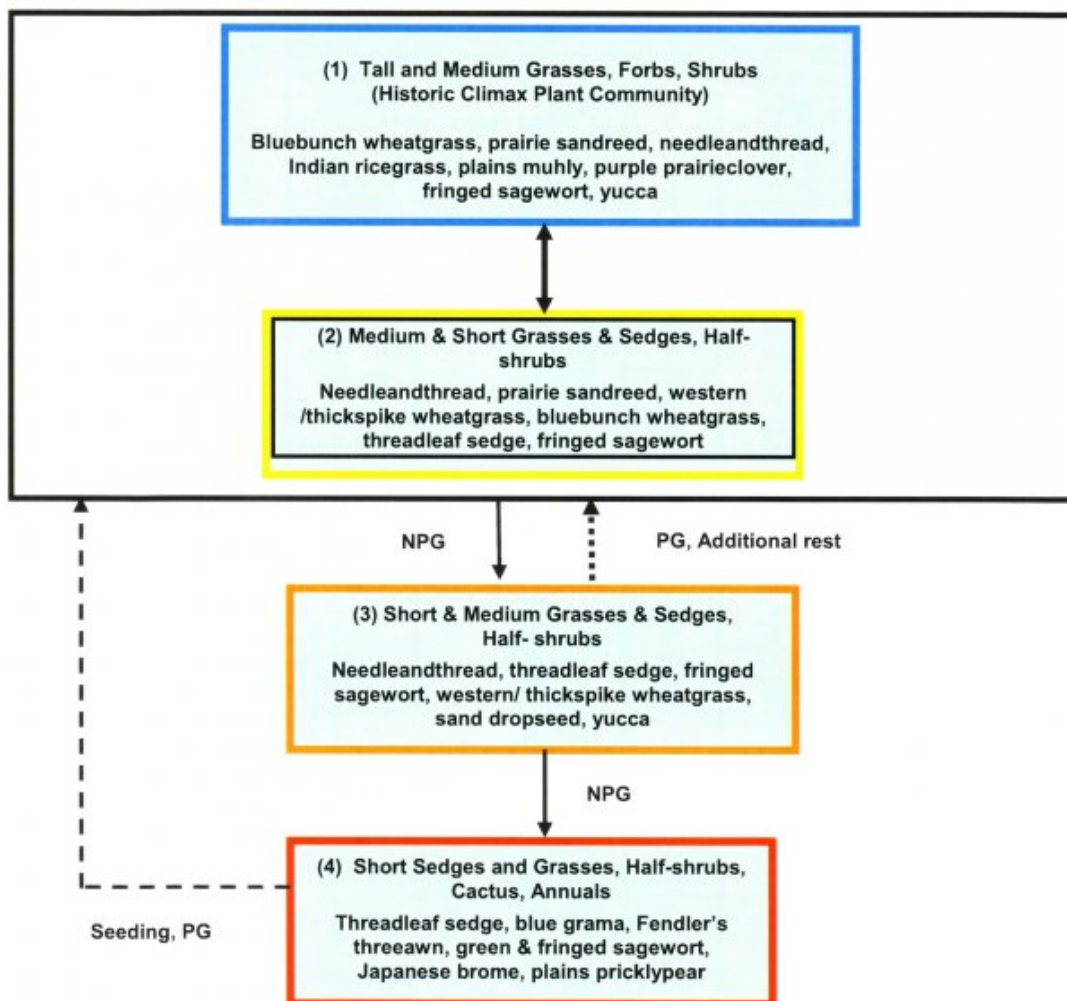 (1) Tall and Medium Grasses, Forbs, Shrubs
(Historic Climax Plant Community)
Bluebunch wheatgrass, prairie sandreed, needleandthread,
Indian ricegrass, plains muhly, purple prairieclover,
fringed sagewort, yucca
(2) Medium & Short Grasses & Sedges, Half-
shrubs
Needleandthread, prairie sandreed, western
/thickspike wheatgrass, bluebunch wheatgrass,
threadleaf sedge, fringed sagewort
NPG
PG, Additional rest
(3) Short & Medium Grasses & Sedges,
Half- shrubs
Needleandthread, threadleaf sedge, fringed
sagewort, western/ thickspike wheatgrass,
sand dropseed, yucca
NPG
(4) Short Sedges and Grasses, Half-shrubs,
Cactus, Annuals
Threadleaf sedge, blue grama, Fendler's
threeawn, green & fringed sagewort,
Japanese brome, plains pricklypear
Seeding, PG